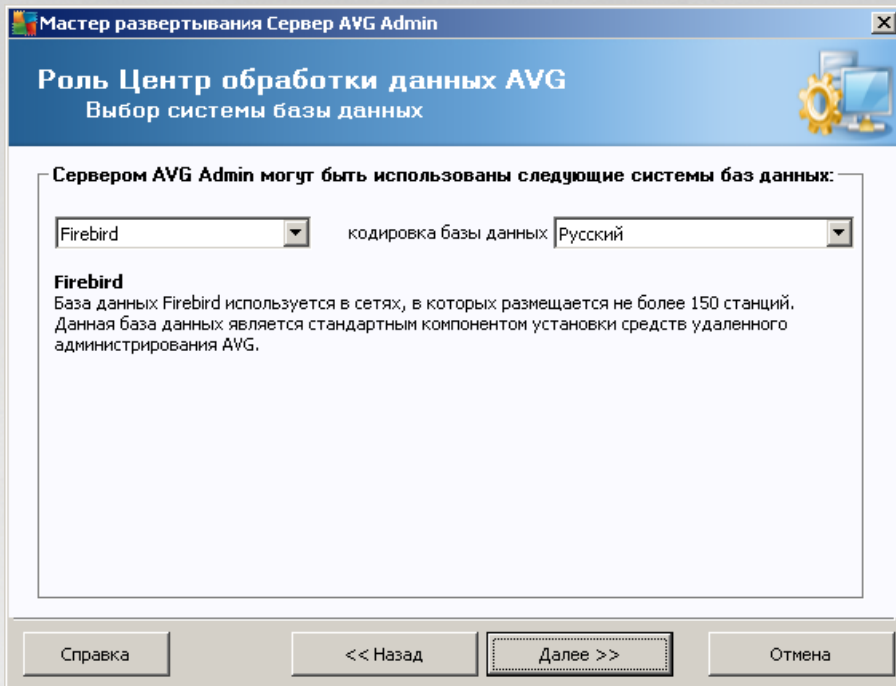 Мастер развертывания Сервер AVG Admin
Роль Центр обработки данных AVG
Выбор системы базы данных
Сервером AVG Admin могут быть использованы следующие системы баз данных:
Firebird кодировка базы данных Русский
Firebird
База данных Firebird используется в сетях, в которых размещается не более 150 станций.
Данная база данных является стандартным компонентом установки средств удаленного
администрирования AVG.
Справка << Назад Далее >> Отмена